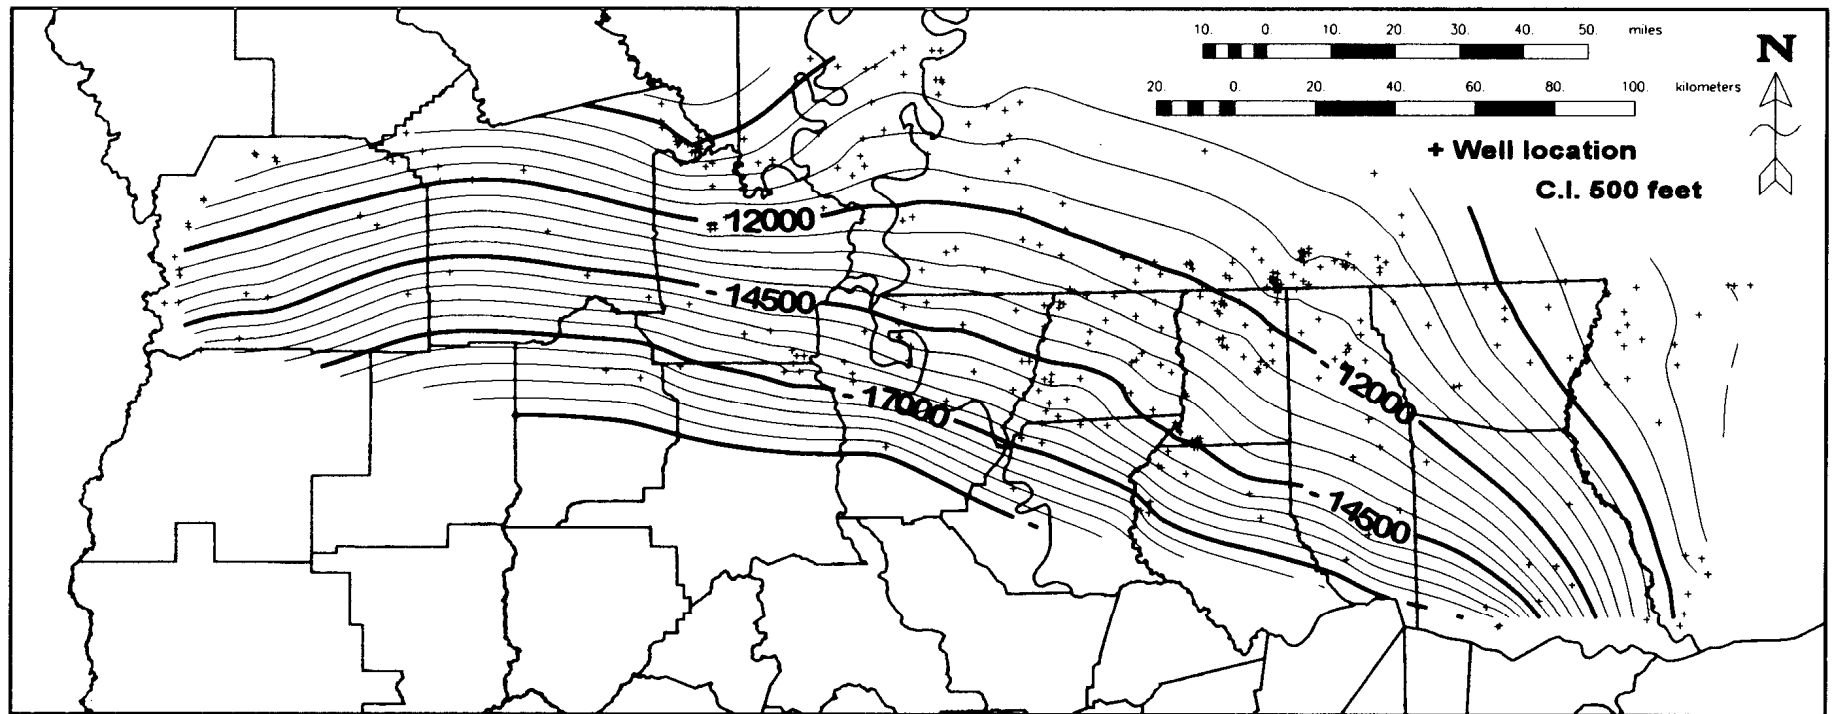 10. 0. 10. 20. 30. 40. 50. miles
N
20. 0. 20. 40. 60. 80. 100. kilometers
+ Well location
C.I. 500 feet
-12000
-14500
-17000
-12000
-14500